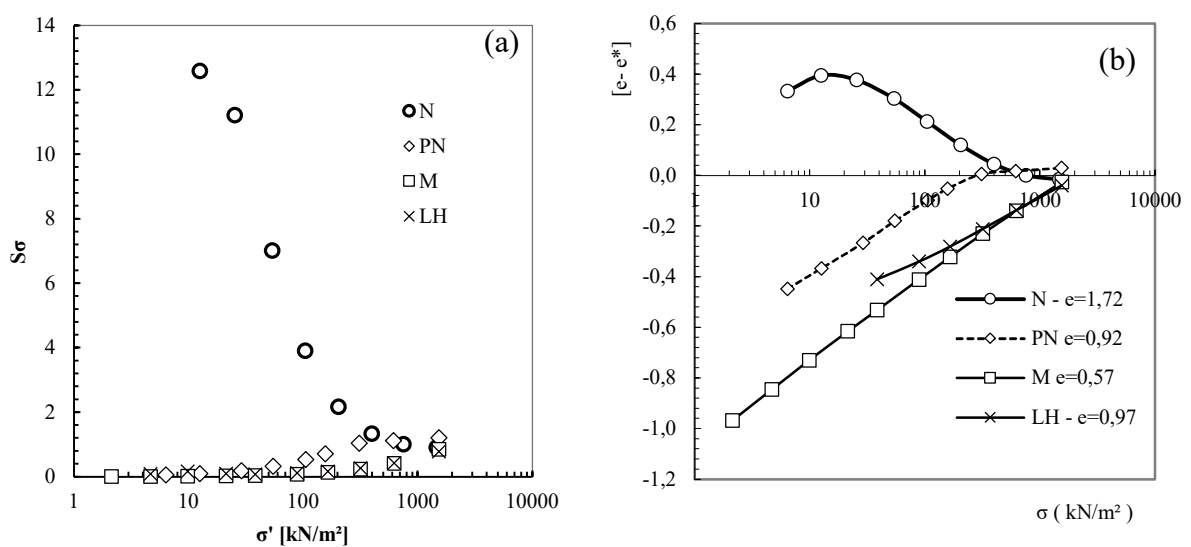 14
12
10
8
6
4
2
0
Sσ
1
10
100
1000
10000
σ' [kN/m²]
(a)
N
PN
M
LH
0,6
0,4
0,2
0,0
-0,2
-0,4
-0,6
-0,8
-1,0
-1,2
[e- e*]
(b)
10
100
1000
10000
N - e=1,72
PN e=0,92
M e=0,57
LH - e=0,97
σ ( kN/m² )